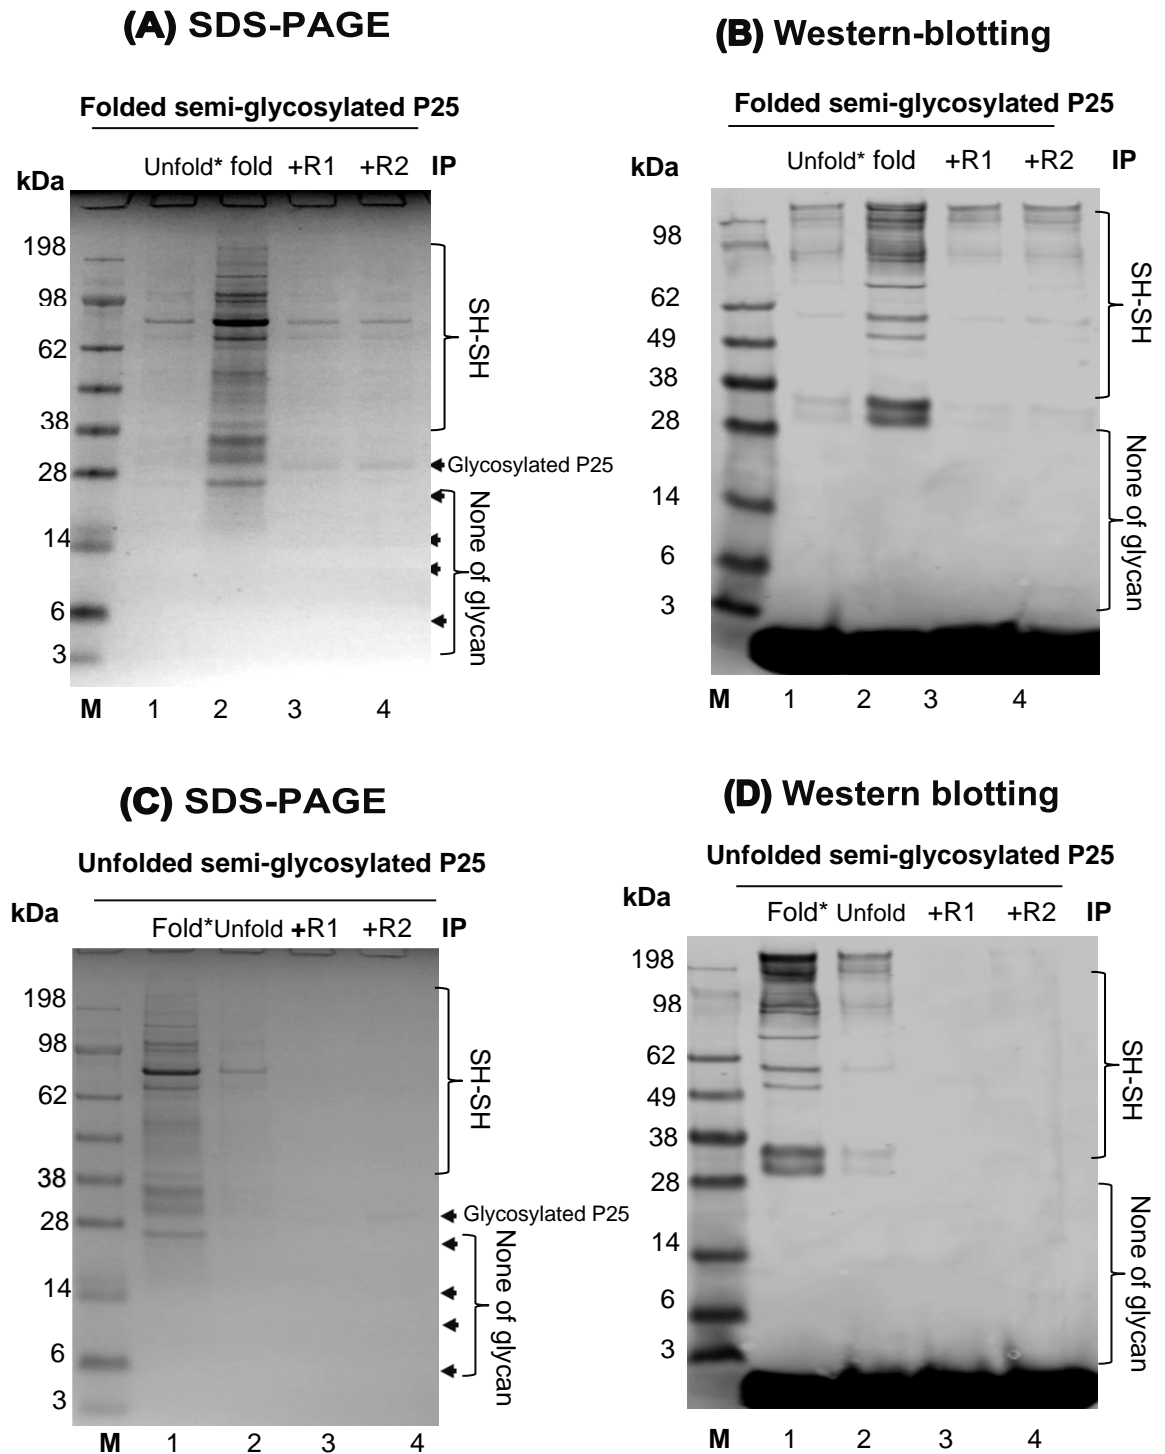 (A) SDS-PAGE
Folded semi-glycosylated P25
Unfold* fold +R1 +R2 IP
kDa
198
98
62
38
28
14
6
3
SH-SH
Glycosylated P25
None of glycan
M 1 2 3 4
(B) Western-blotting
Folded semi-glycosylated P25
Unfold* fold +R1 +R2 IP
kDa
98
62
49
38
28
14
6
3
SH-SH
None of glycan
M 1 2 3 4
(C) SDS-PAGE
Unfolded semi-glycosylated P25
Fold* Unfold +R1 +R2 IP
kDa
198
98
62
38
28
14
6
3
SH-SH
Glycosylated P25
None of glycan
M 1 2 3 4
(D) Western blotting
Unfolded semi-glycosylated P25
Fold* Unfold +R1 +R2 IP
kDa
198
98
62
49
38
28
14
6
3
SH-SH
None of glycan
M 1 2 3 4